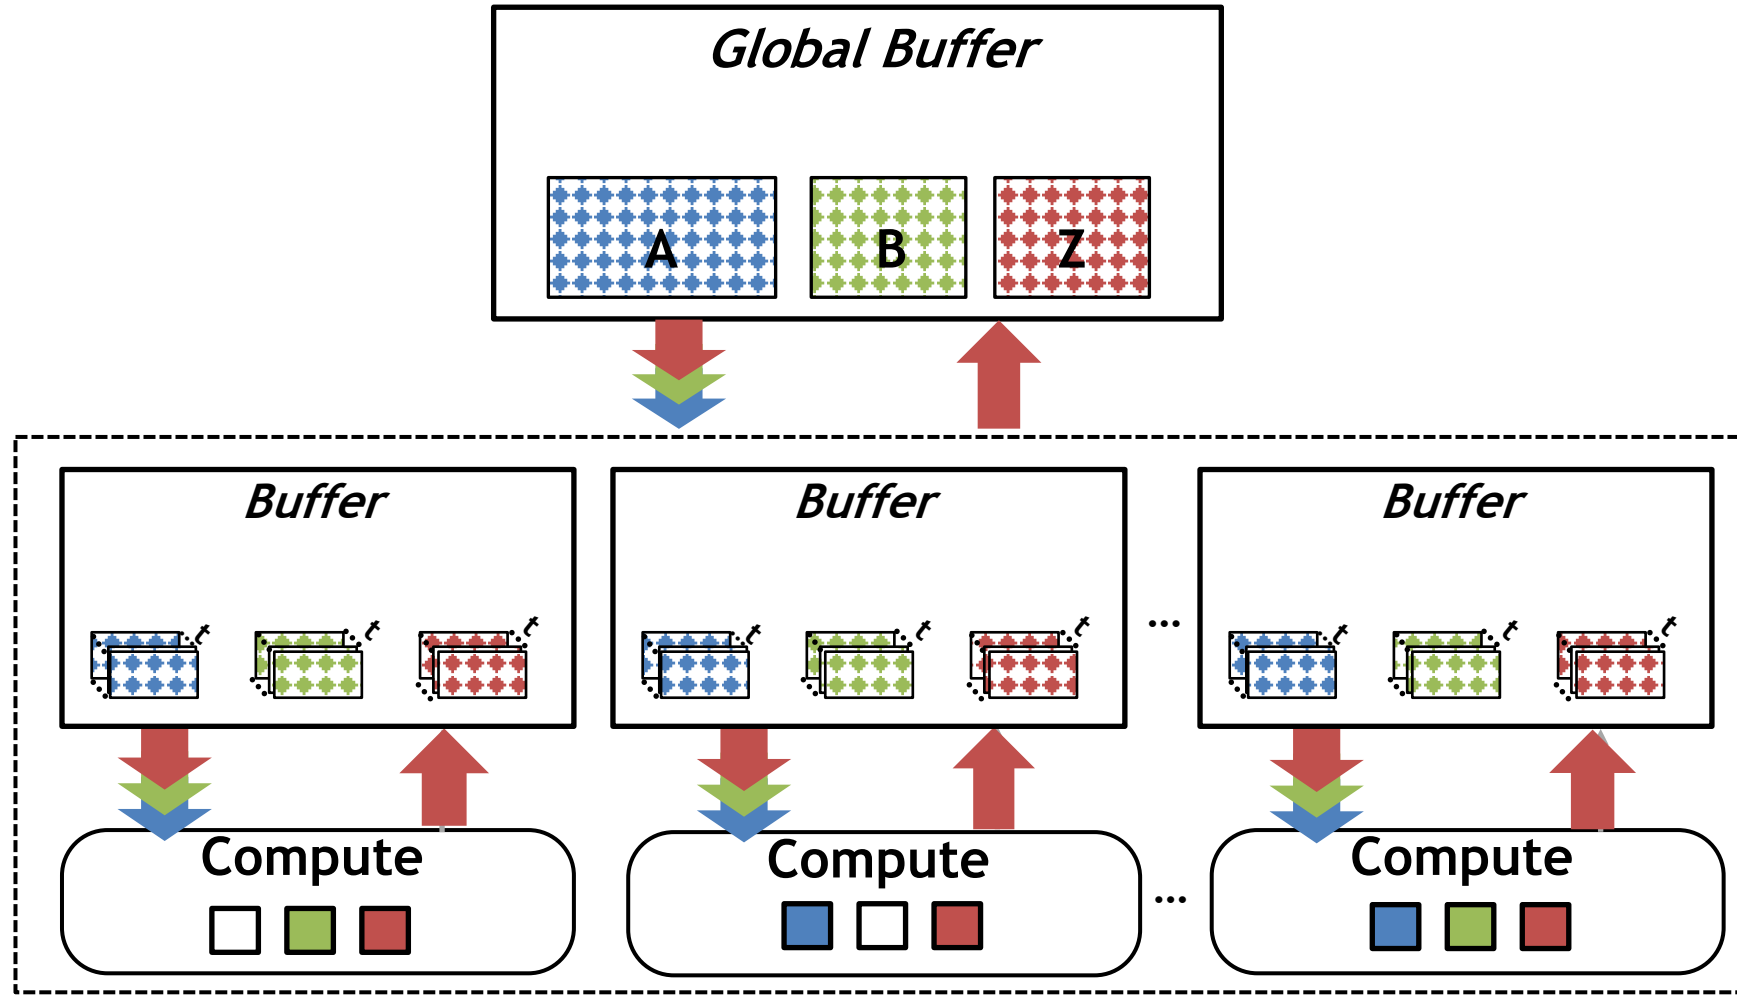 Global Buffer
A B Z
Buffer Buffer Buffer
t t t t t t ... t t t
Compute Compute ... Compute